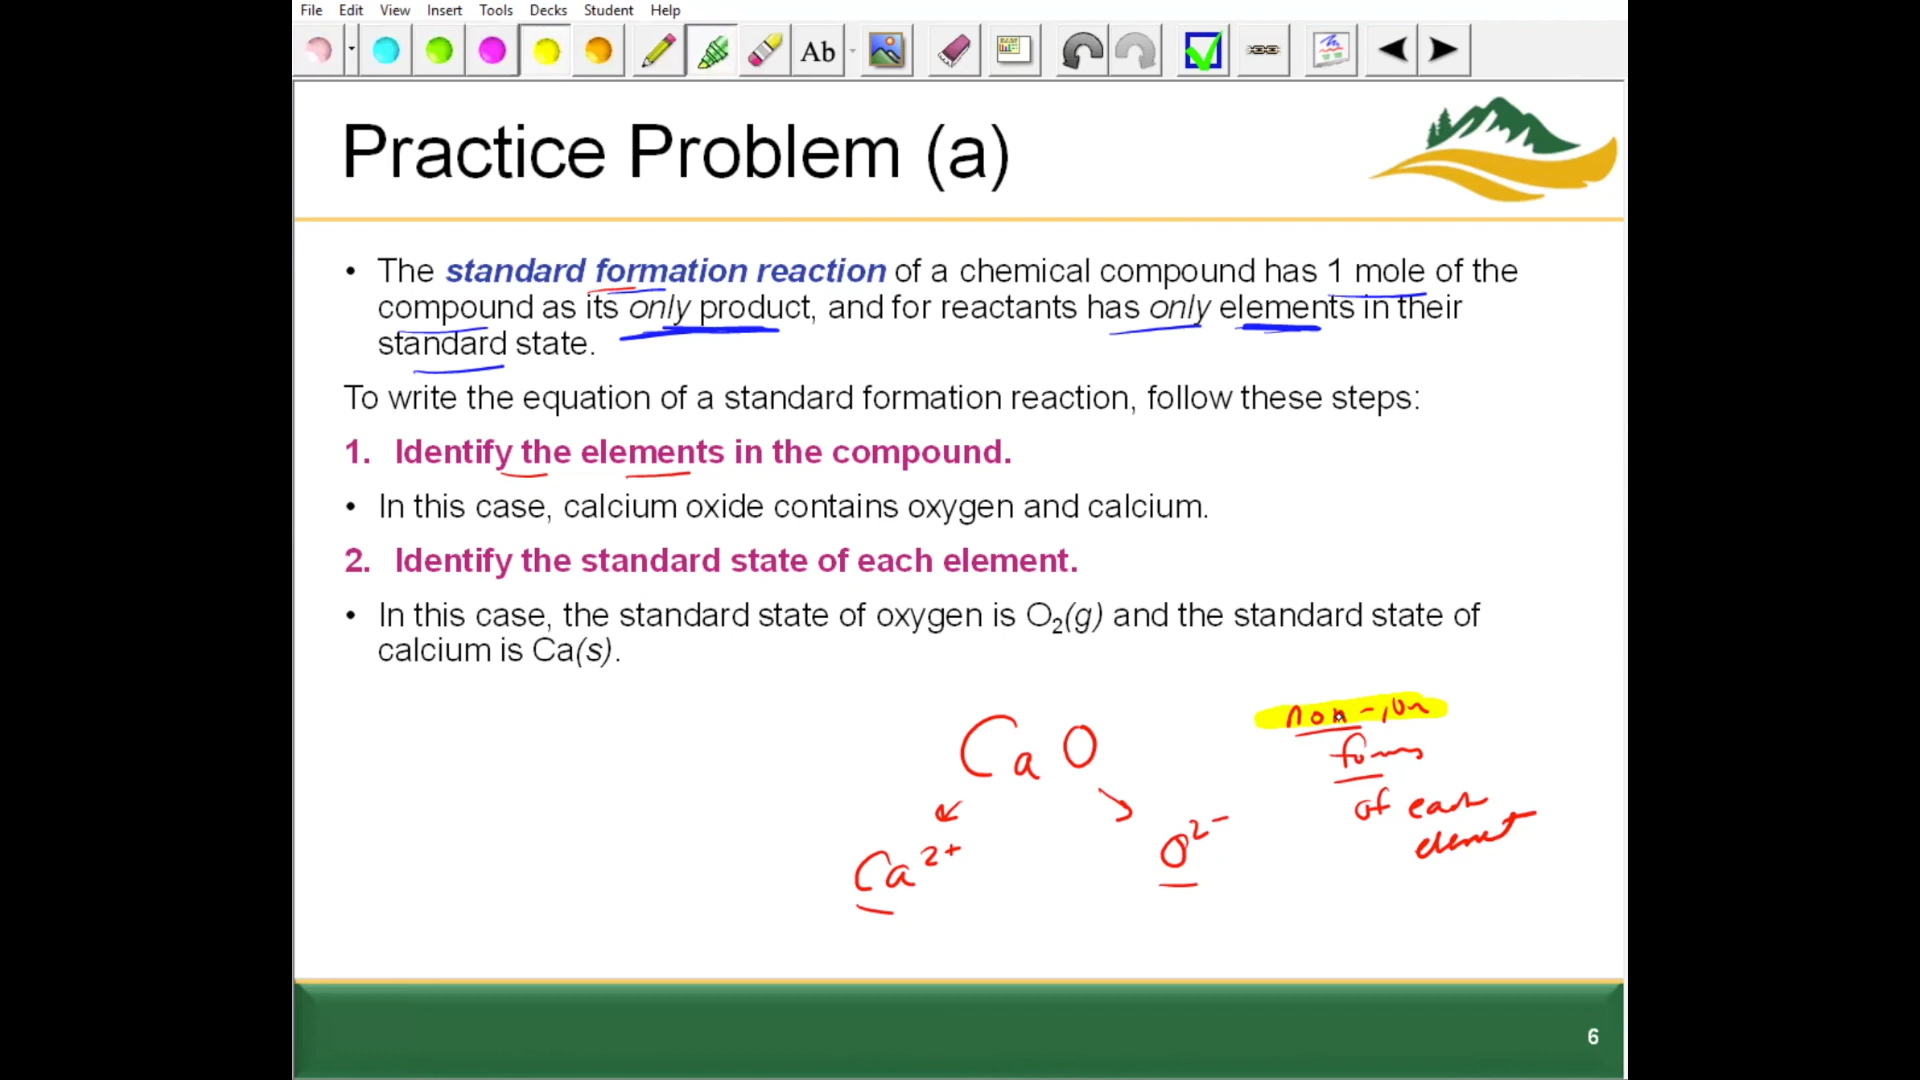 File Edit View Insert Tools Decks Student Help
Ab
Practice Problem (a)
• The standard formation reaction of a chemical compound has 1 mole of the
compound as its only product, and for reactants has only elements in their
standard state.
To write the equation of a standard formation reaction, follow these steps:
1. Identify the elements in the compound.
• In this case, calcium oxide contains oxygen and calcium.
2. Identify the standard state of each element.
• In this case, the standard state of oxygen is O₂(g) and the standard state of
calcium is Ca(s).
non-ion
forms
of each
element
CaO
Ca²⁺ O²⁻
6